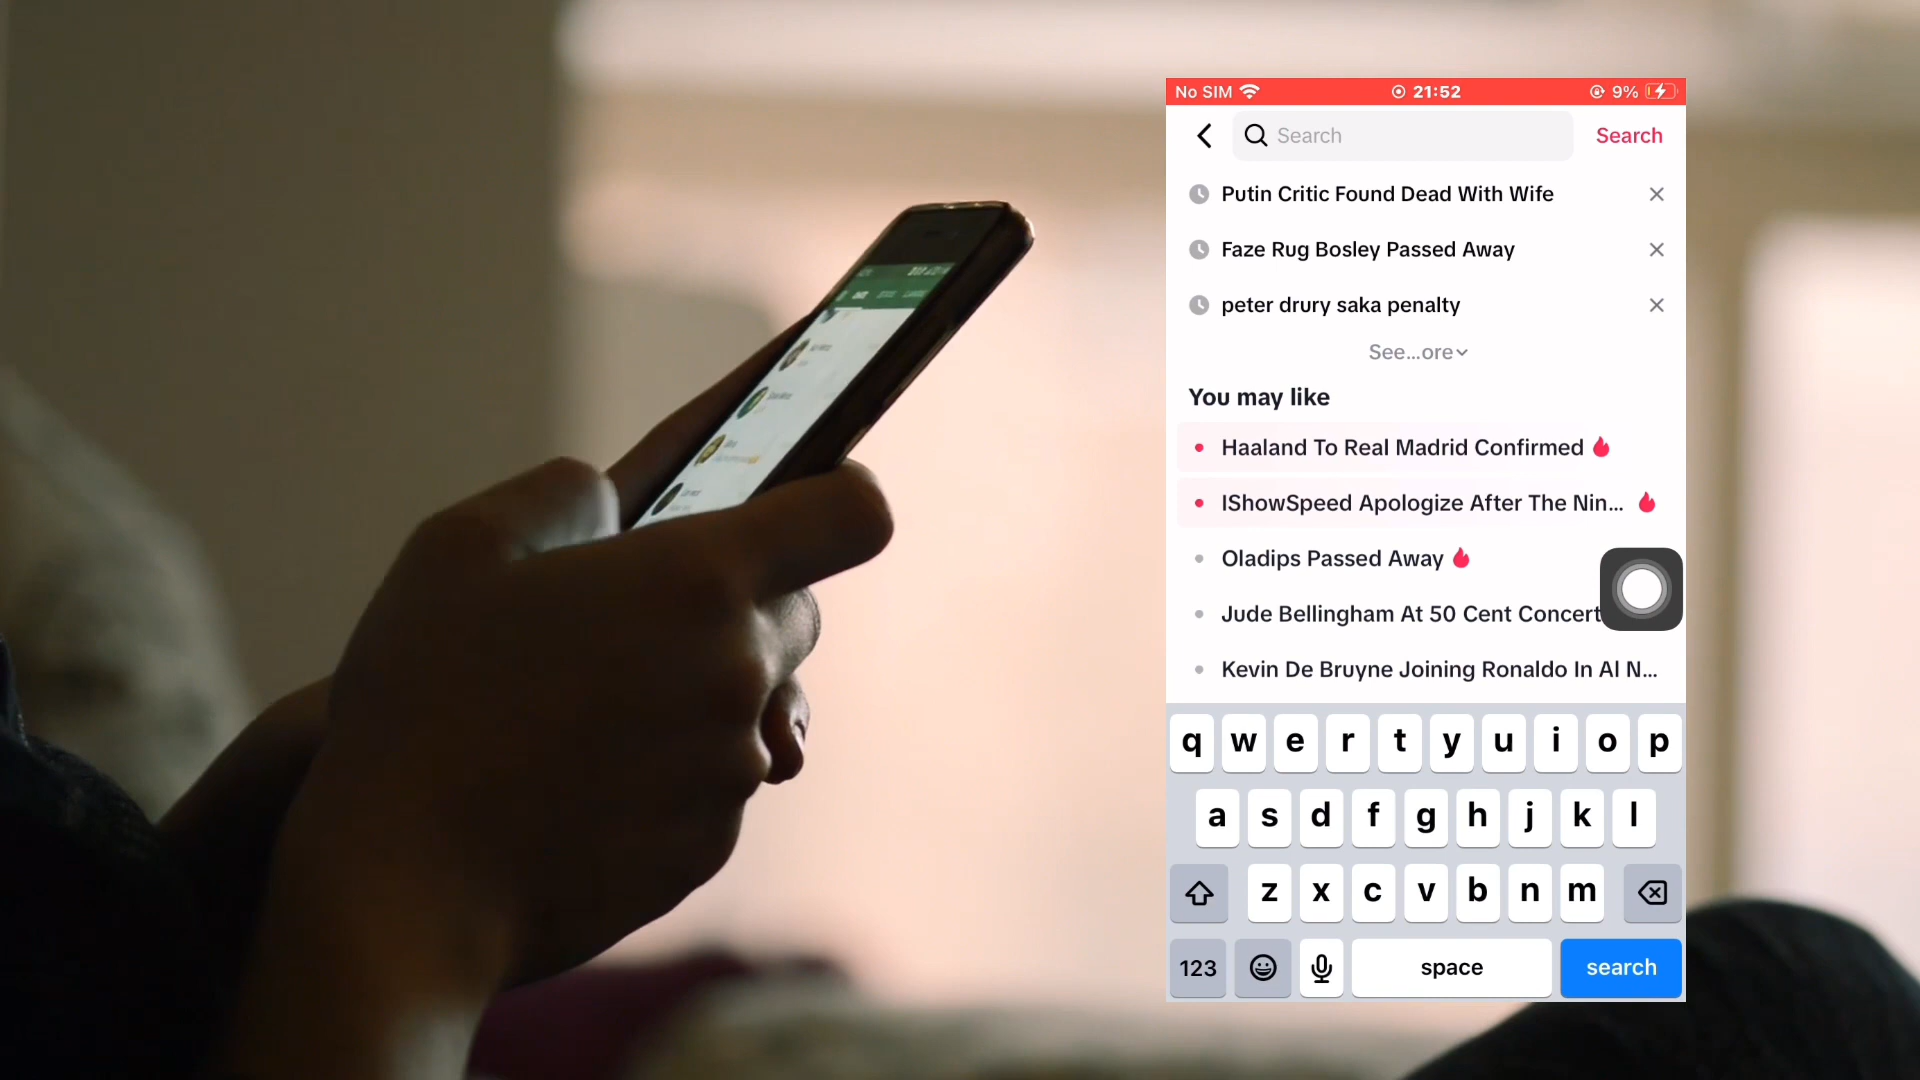 No SIM 21:52 9%
Search Search
Putin Critic Found Dead With Wife
Faze Rug Bosley Passed Away
peter drury saka penalty
See...ore
You may like
Haaland To Real Madrid Confirmed
IShowSpeed Apologize After The Nin...
Oladips Passed Away
Jude Bellingham At 50 Cent Concert
Kevin De Bruyne Joining Ronaldo In Al N...
q w e r t y u i o p
a s d f g h j k l
z x c v b n m
123 space search